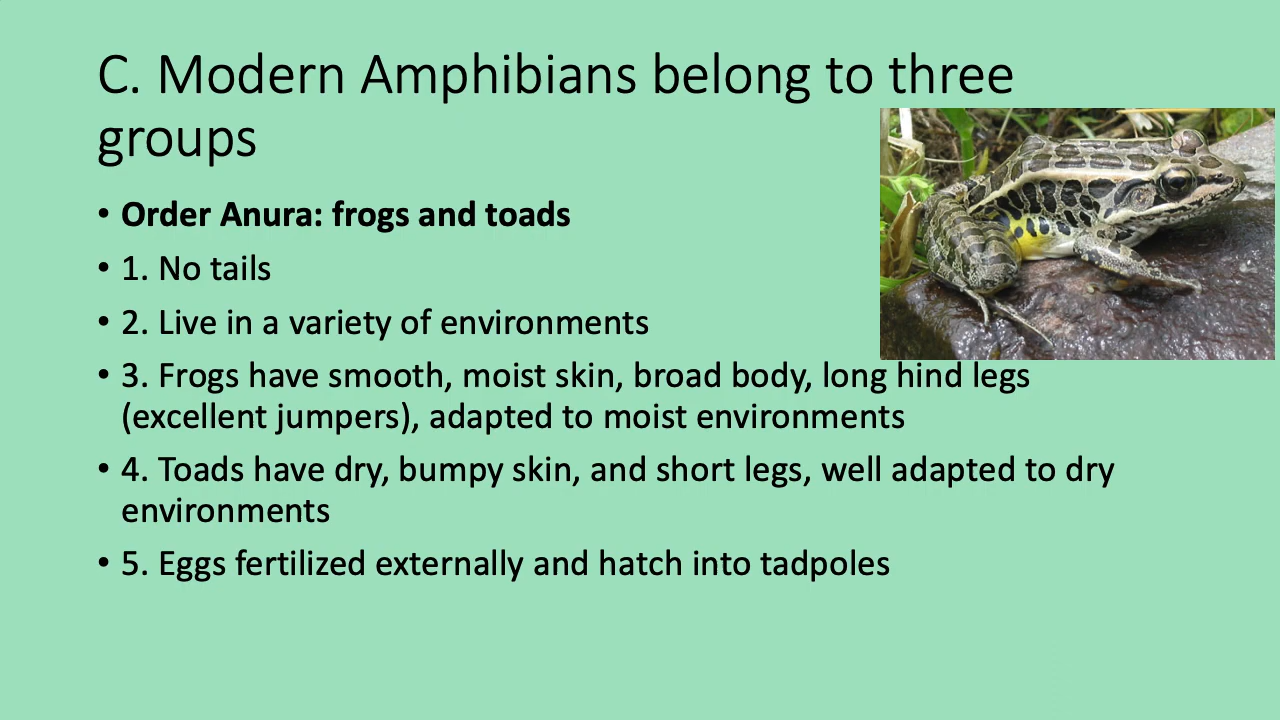 C. Modern Amphibians belong to three
groups
• Order Anura: frogs and toads
• 1. No tails
• 2. Live in a variety of environments
• 3. Frogs have smooth, moist skin, broad body, long hind legs
(excellent jumpers), adapted to moist environments
• 4. Toads have dry, bumpy skin, and short legs, well adapted to dry
environments
• 5. Eggs fertilized externally and hatch into tadpoles